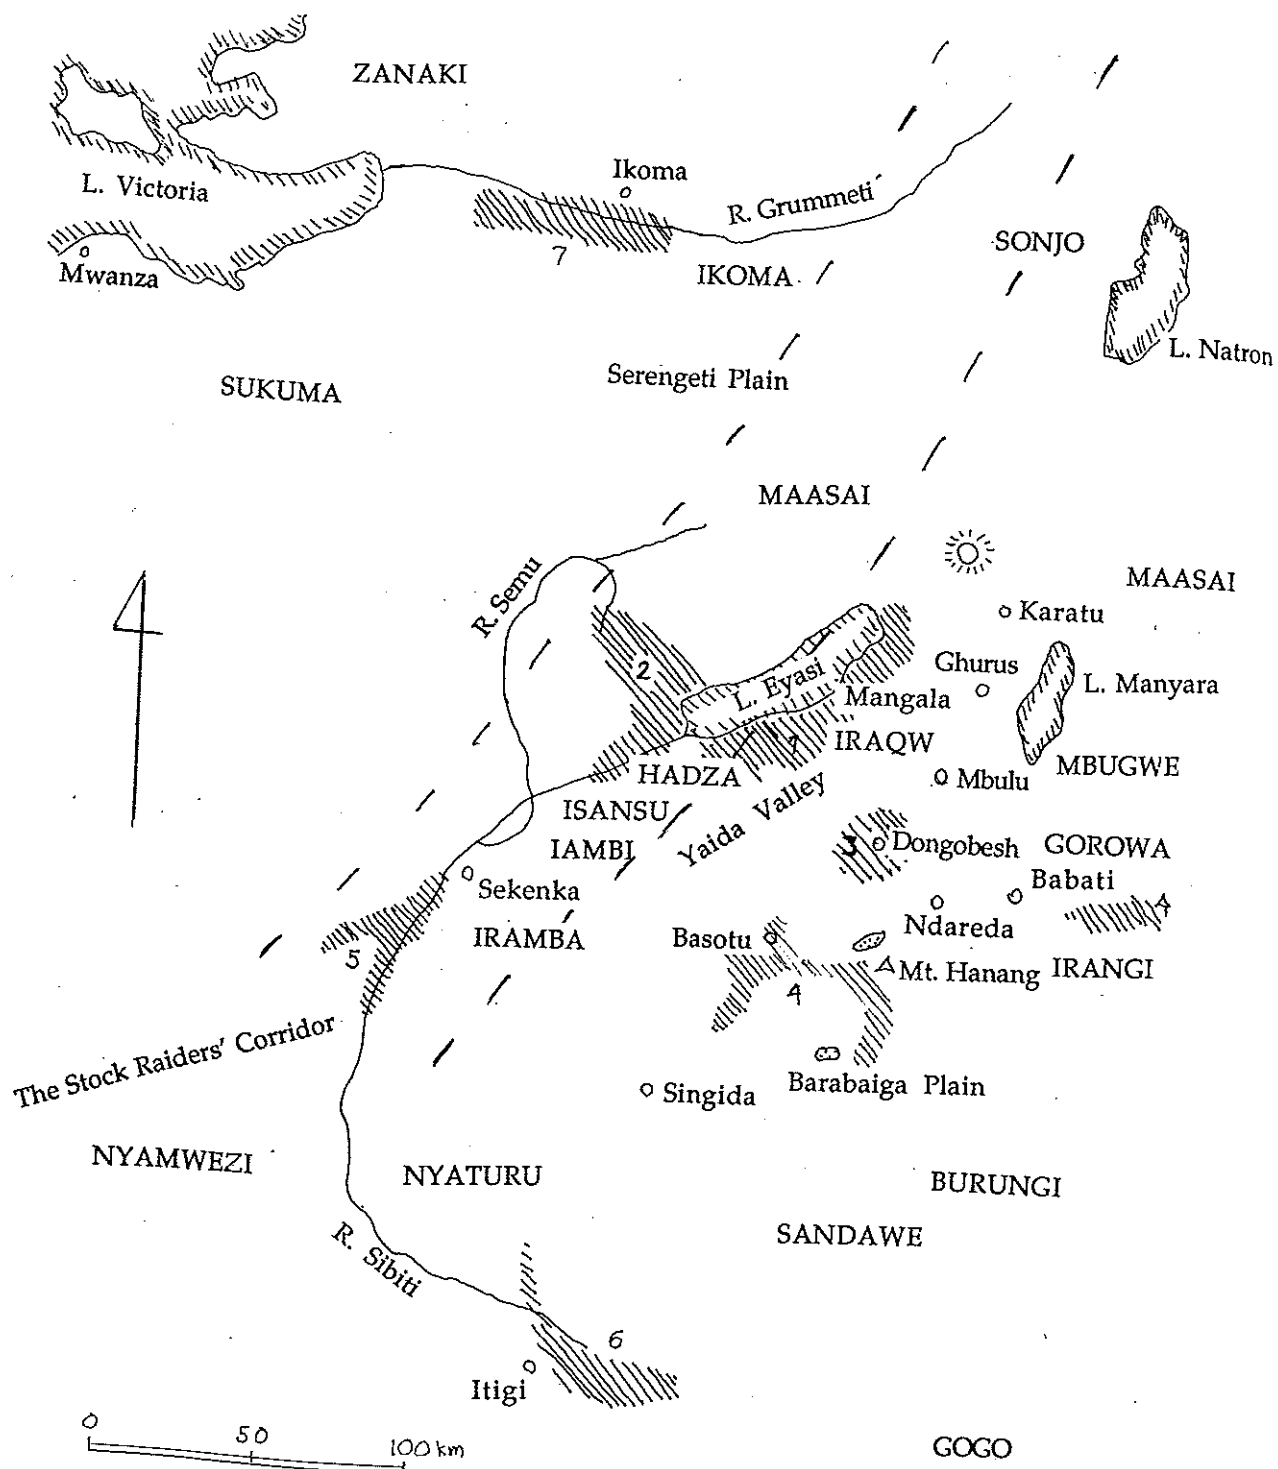 ZANAKI
L. Victoria
Ikoma
R. Grummeti
Mwanza
7
IKOMA
SONJO
L. Natron
SUKUMA
Serengeti Plain
MAASAI
R. Semu
MAASAI
Karatu
2
L. Eyasi
Ghurus
Mangala
L. Manyara
1
IRAQW
HADZA
Mbulu
MBUGWE
ISANSU
Yaida Valley
IAMBI
3
Dongobesh
GOROWA
Sekenka
Babati
4
IRAMBA
Basotu
Ndareda
5
4
Mt. Hanang
IRANGI
The Stock Raiders' Corridor
Singida
Barabaiga Plain
NYAMWEZI
NYATURU
BURUNGI
SANDAWE
R. Sibiti
6
Itigi
0 50 100 km
GOGO